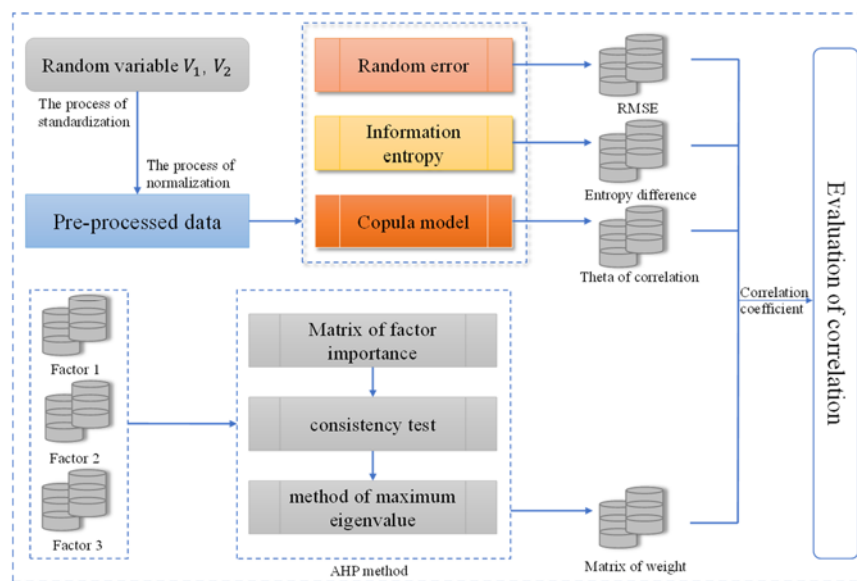 Random variable V₁, V₂
The process of
standardization
The process of
normalization
Pre-processed data
Random error
Information
entropy
Copula model
RMSE
Entropy difference
Theta of correlation
Correlation
coefficient
Evaluation of correlation
Factor 1
Factor 2
Factor 3
Matrix of factor
importance
consistency test
method of maximum
eigenvalue
AHP method
Matrix of weight